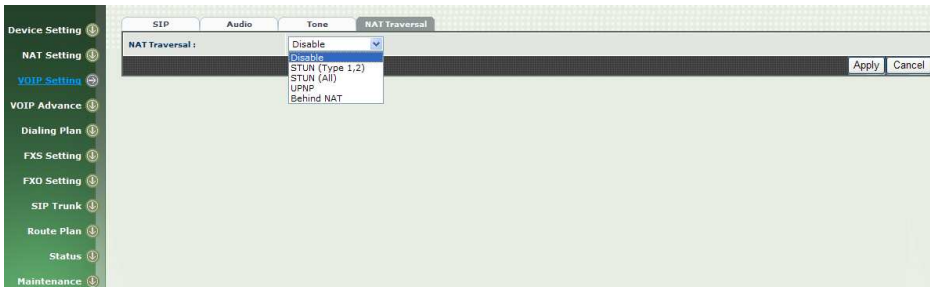 Device Setting
NAT Setting
VOIP Setting
VOIP Advance
Dialing Plan
FXS Setting
FXO Setting
SIP Trunk
Route Plan
Status
Maintenance
SIP Audio Tone NAT Traversal
NAT Traversal : Disable
Disable
STUN (Type 1,2)
STUN (All)
UPNP
Behind NAT
Apply Cancel